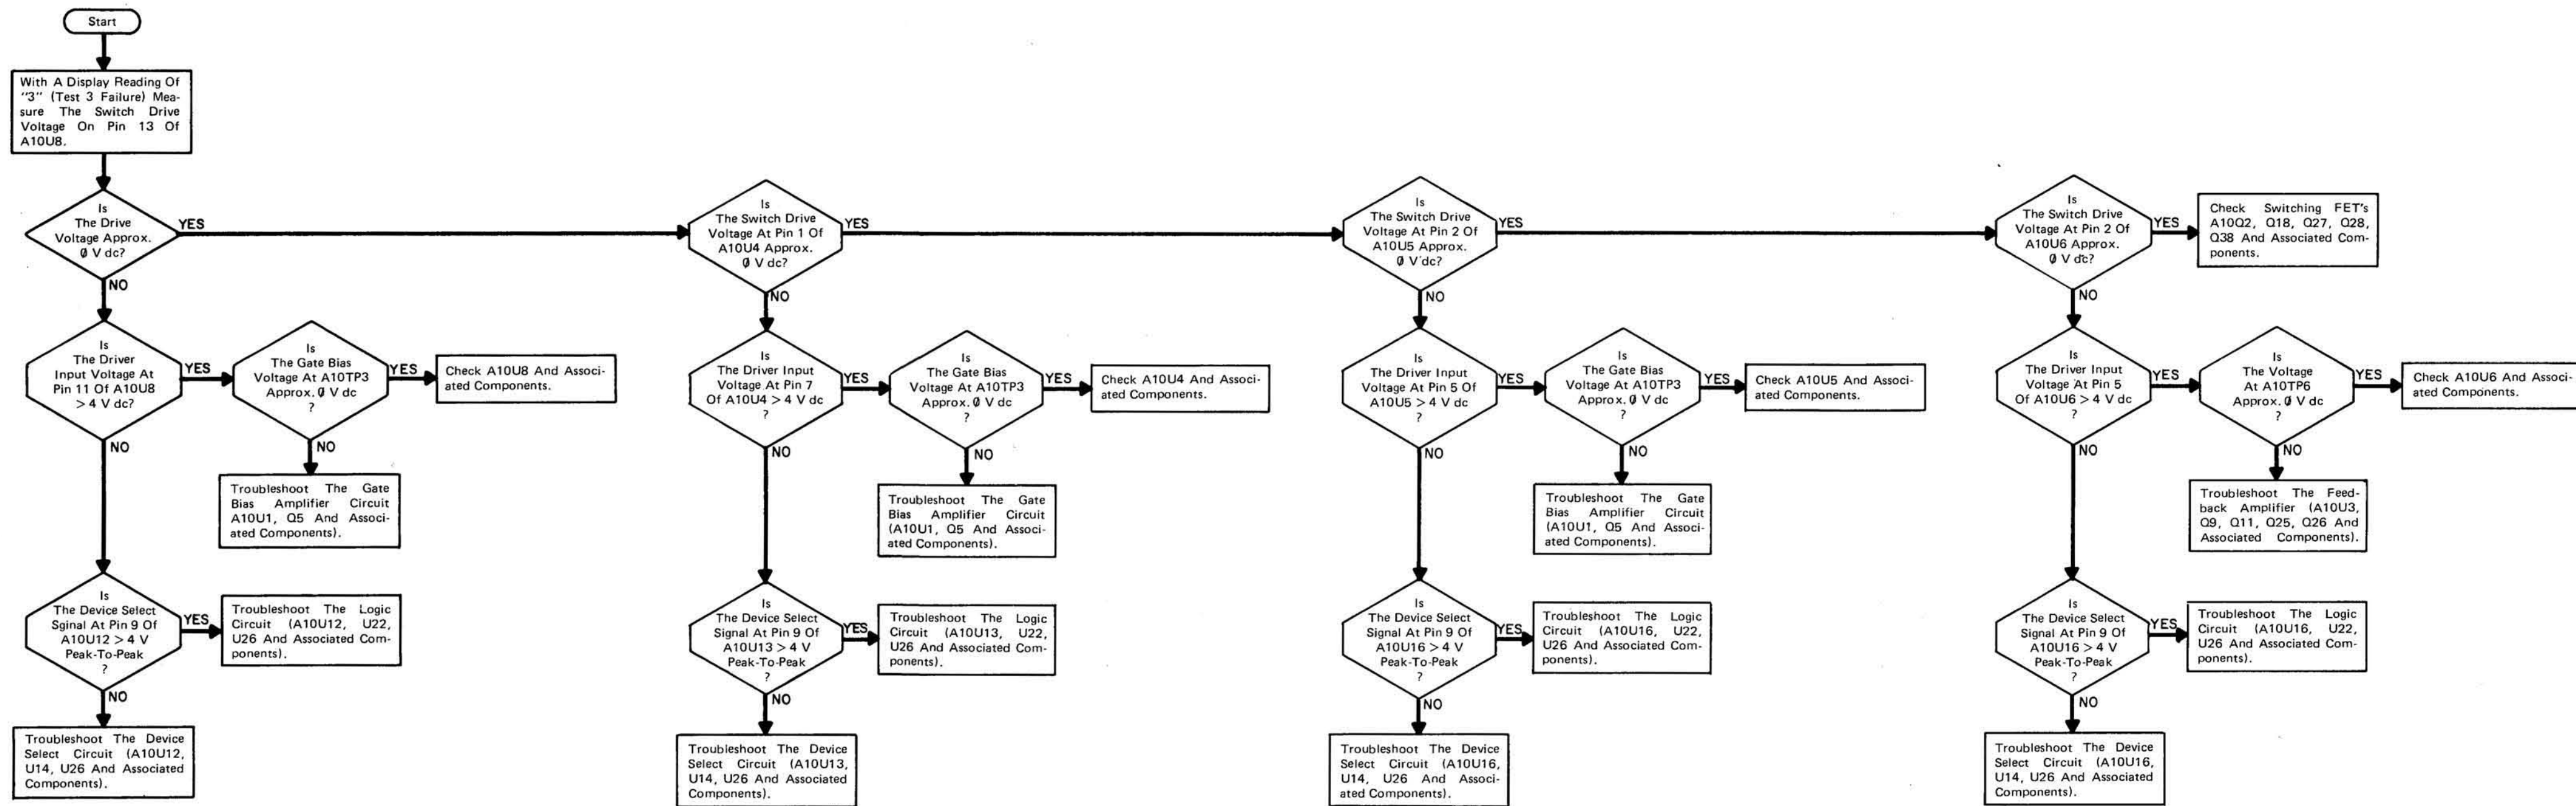 Start
With A Display Reading Of
"3" (Test 3 Failure) Mea-
sure The Switch Drive
Voltage On Pin 13 Of
A10U8.
Is
The Drive
Voltage Approx.
0 V dc?
YES
NO
Is
The Driver
Input Voltage At
Pin 11 Of A10U8
> 4 V dc?
YES
NO
Is
The Gate Bias
Voltage At A10TP3
Approx. 0 V dc
?
YES
NO
Check A10U8 And Associ-
ated Components.
Troubleshoot The Gate
Bias Amplifier Circuit
A10U1, Q5 And Associ-
ated Components).
Is
The Device Select
Sginal At Pin 9 Of
A10U12 > 4 V
Peak-To-Peak
?
YES
NO
Troubleshoot The Logic
Circuit (A10U12, U22,
U26 And Associated Com-
ponents).
Troubleshoot The Device
Select Circuit (A10U12,
U14, U26 And Associated
Components).
Is
The Switch Drive
Voltage At Pin 1 Of
A10U4 Approx.
0 V dc?
YES
NO
Is
The Driver Input
Voltage At Pin 7
Of A10U4 > 4 V dc
?
YES
NO
Is
The Gate Bias
Voltage At A10TP3
Approx. 0 V dc
?
YES
NO
Check A10U4 And Associ-
ated Components.
Troubleshoot The Gate
Bias Amplifier Circuit
(A10U1, Q5 And Associ-
ated Components).
Is
The Device Select
Signal At Pin 9 Of
A10U13 > 4 V
Peak-To-Peak
?
YES
NO
Troubleshoot The Logic
Circuit (A10U13, U22,
U26 And Associated Com-
ponents).
Troubleshoot The Device
Select Circuit (A10U13,
U14, U26 And Associated
Components).
Is
The Switch Drive
Voltage At Pin 2 Of
A10U5 Approx.
0 V dc?
YES
NO
Is
The Driver Input
Voltage At Pin 5 Of
A10U5 > 4 V dc
?
YES
NO
Is
The Gate Bias
Voltage At A10TP3
Approx. 0 V dc
?
YES
NO
Check A10U5 And Associ-
ated Components.
Troubleshoot The Gate
Bias Amplifier Circuit
(A10U1, Q5 And Associ-
ated Components).
Is
The Device Select
Signal At Pin 9 Of
A10U16 > 4 V
Peak-To-Peak
?
YES
NO
Troubleshoot The Logic
Circuit (A10U16, U22,
U26 And Associated Com-
ponents).
Troubleshoot The Device
Select Circuit (A10U16,
U14, U26 And Associ-
ated Components).
Is
The Switch Drive
Voltage At Pin 2 Of
A10U6 Approx.
0 V dc?
YES
NO
Check Switching FET's
A10Q2, Q18, Q27, Q28,
Q38 And Associated Com-
ponents.
Is
The Driver Input
Voltage At Pin 5
Of A10U6 > 4 V dc
?
YES
NO
Is
The Voltage
At A10TP6
Approx. 0 V dc
?
YES
NO
Check A10U6 And Associ-
ated Components.
Troubleshoot The Feed-
back Amplifier (A10U3,
Q9, Q11, Q25, Q26 And
Associated Components).
Is
The Device Select
Signal At Pin 9 Of
A10U16 > 4 V
Peak-To-Peak
?
YES
NO
Troubleshoot The Logic
Circuit (A10U16, U22,
U26 And Associated Com-
ponents).
Troubleshoot The Device
Select Circuit (A10U16,
U14, U26 And Associated
Components).